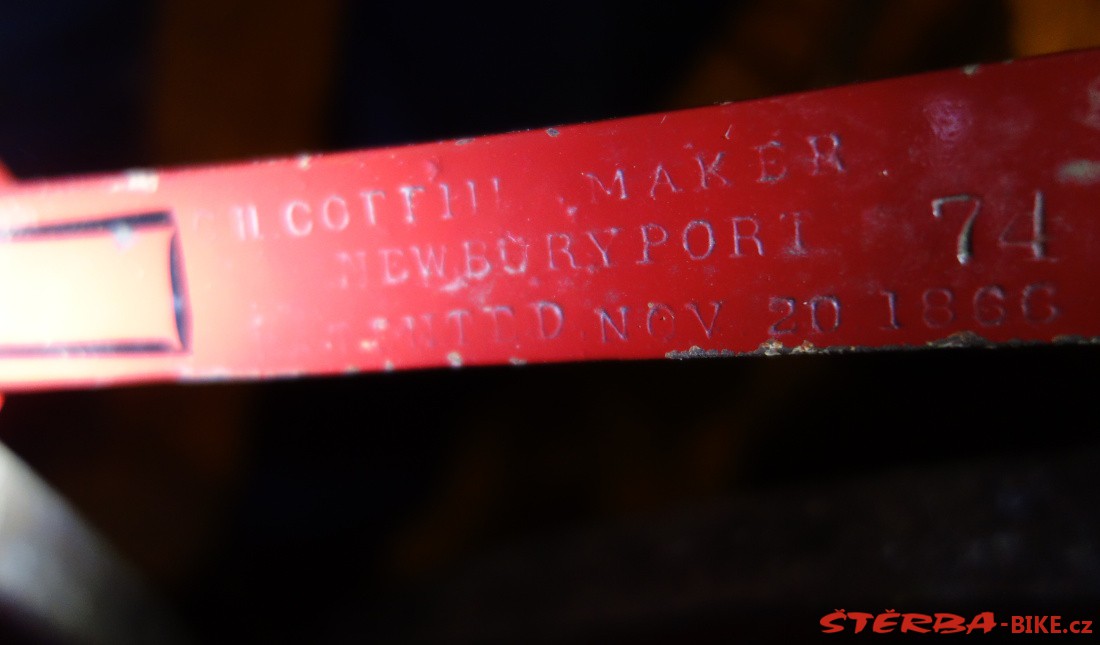 MAKER
NEWBURYPORT 74
NOV 20 1866
ŠTĚRBA-BIKE.cz